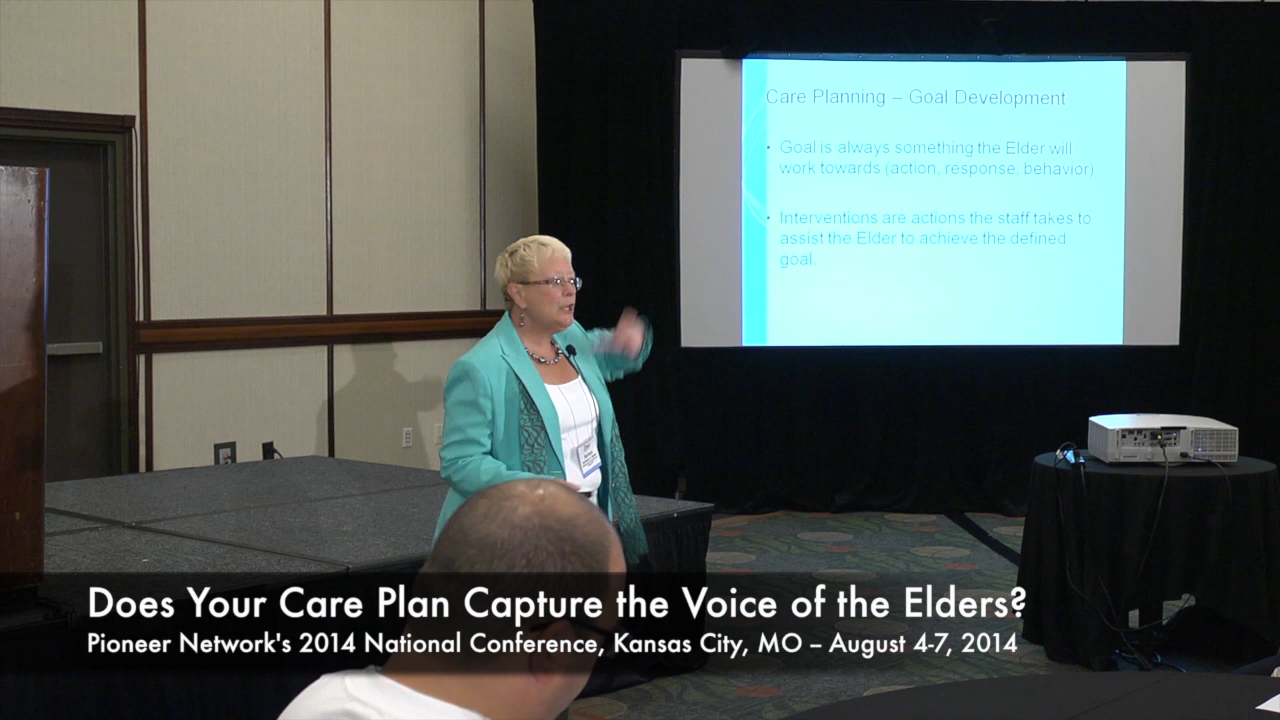 Care Planning – Goal Development
• Goal is always something the Elder will
work towards (action, response, behavior)
• Interventions are actions the staff takes to
assist the Elder to achieve the defined
goal.
Does Your Care Plan Capture the Voice of the Elders?
Pioneer Network's 2014 National Conference, Kansas City, MO – August 4-7, 2014